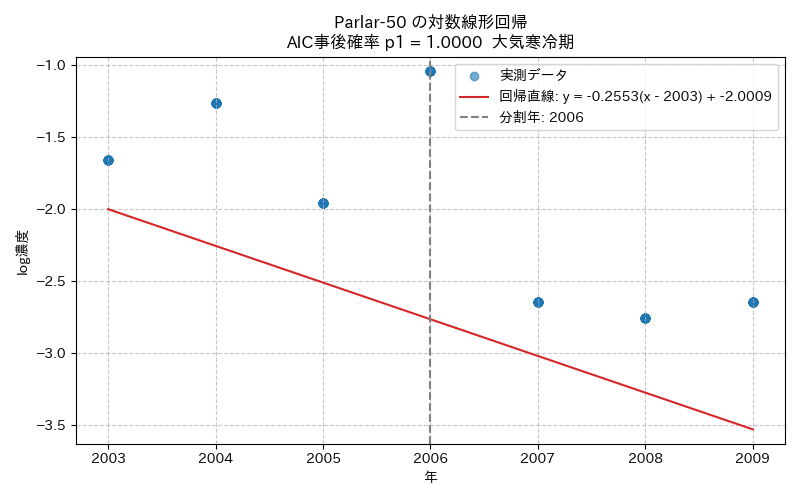 Parlar-50 の対数線形回帰
AIC事後確率 p1 = 1.0000  大気寒冷期
実測データ
回帰直線: y = -0.2553(x - 2003) + -2.0009
分割年: 2006
log濃度
−1.0
−1.5
−2.0
−2.5
−3.0
−3.5
2003 2004 2005 2006 2007 2008 2009
年